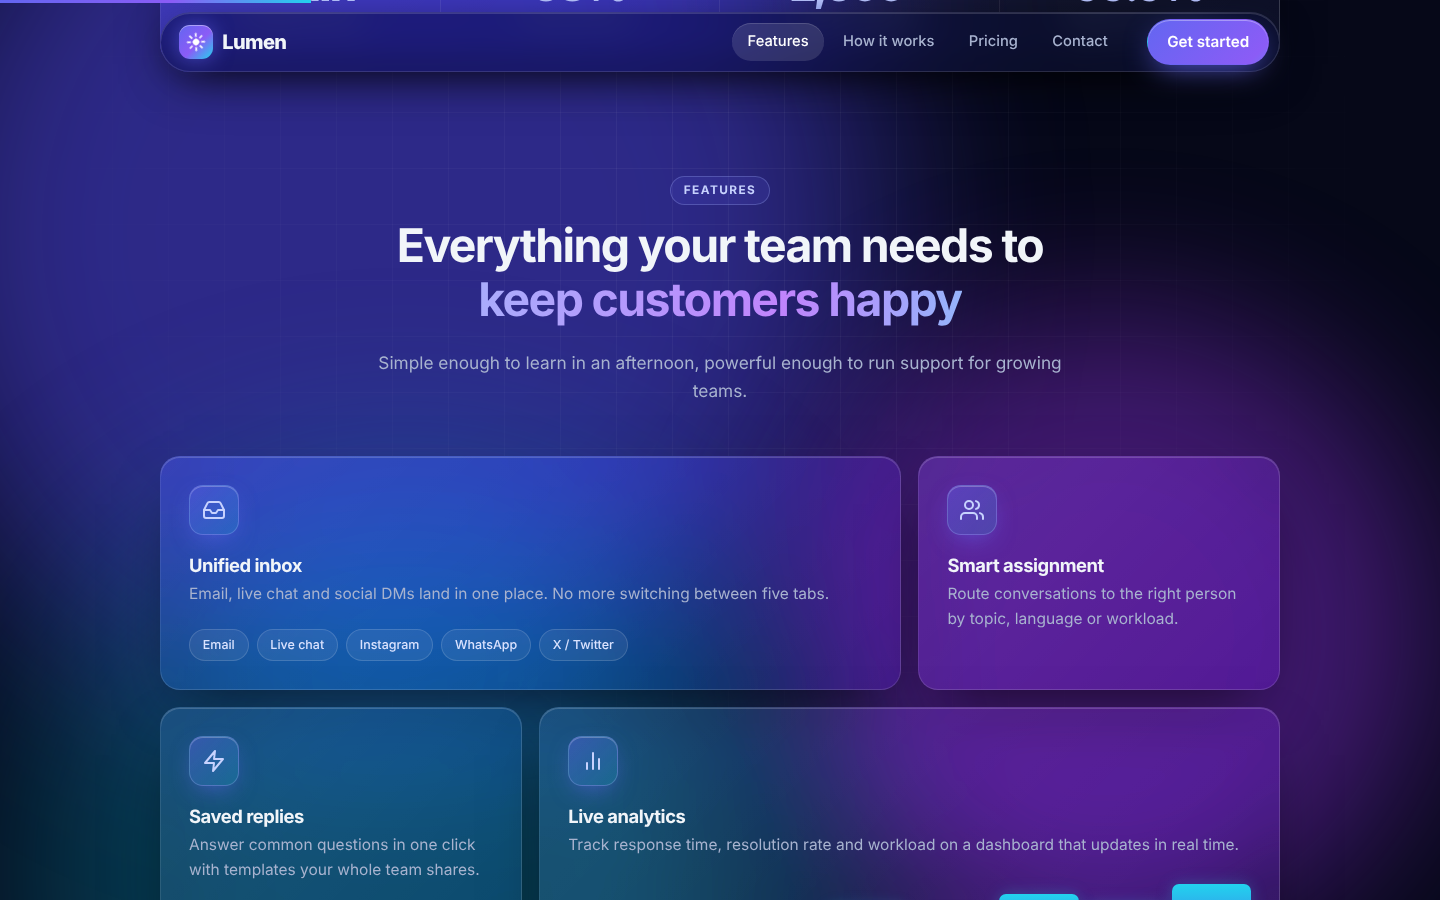 Lumen
Features
How it works
Pricing
Contact
Get started
FEATURES
Everything your team needs to
keep customers happy
Simple enough to learn in an afternoon, powerful enough to run support for growing
teams.
Unified inbox
Email, live chat and social DMs land in one place. No more switching between five tabs.
Email
Live chat
Instagram
WhatsApp
X / Twitter
Smart assignment
Route conversations to the right person
by topic, language or workload.
Saved replies
Answer common questions in one click
with templates your whole team shares.
Live analytics
Track response time, resolution rate and workload on a dashboard that updates in real time.